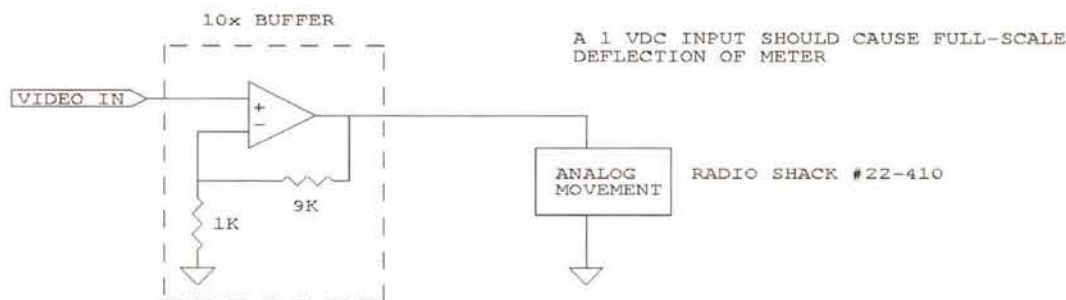 10x BUFFER
A 1 VDC INPUT SHOULD CAUSE FULL-SCALE
DEFLECTION OF METER
VIDEO IN
+
−
9K
1K
ANALOG
MOVEMENT
RADIO SHACK #22-410